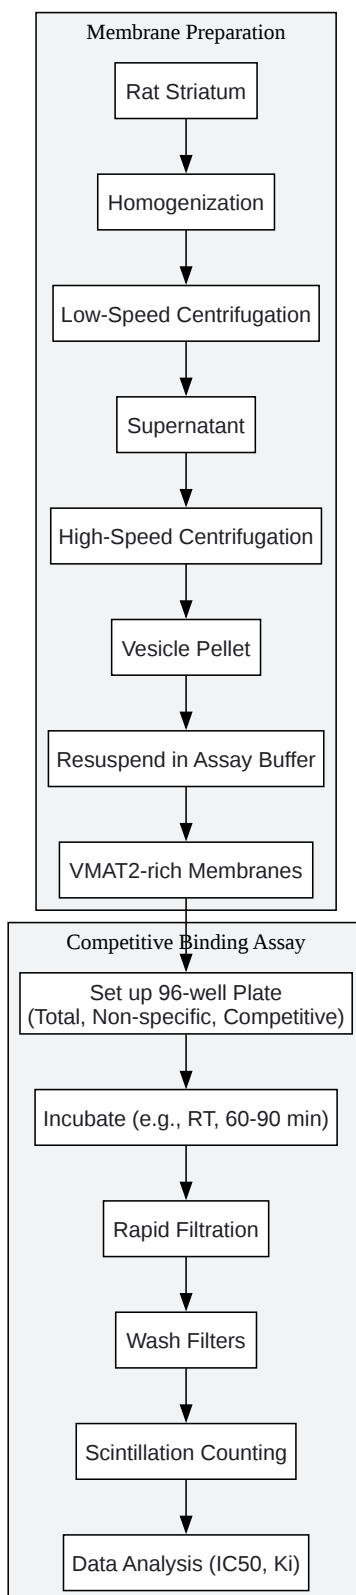 Membrane Preparation
Rat Striatum
Homogenization
Low-Speed Centrifugation
Supernatant
High-Speed Centrifugation
Vesicle Pellet
Resuspend in Assay Buffer
VMAT2-rich Membranes
Competitive Binding Assay
Set up 96-well Plate
(Total, Non-specific, Competitive)
Incubate (e.g., RT, 60-90 min)
Rapid Filtration
Wash Filters
Scintillation Counting
Data Analysis (IC50, Ki)